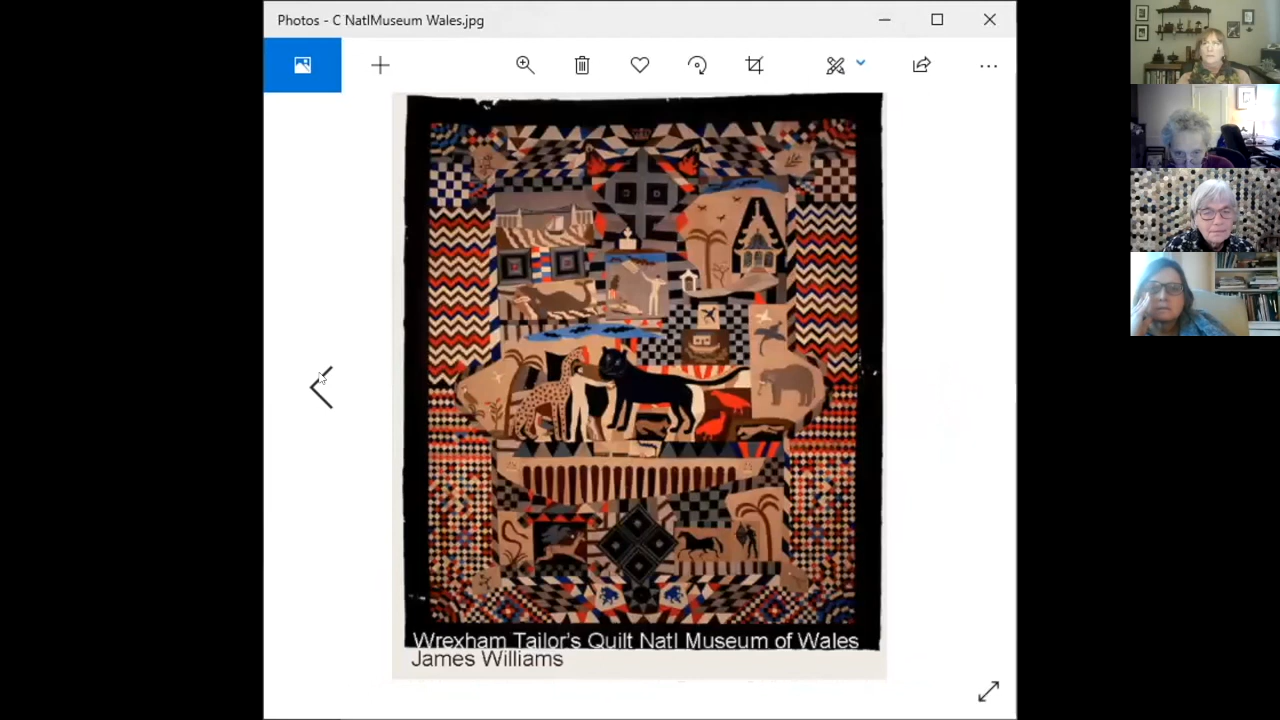 Photos - C NatlMuseum Wales.jpg
Wrexham Tailor's Quilt Natl Museum of Wales
James Williams